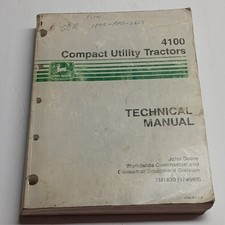 4100
Compact Utility Tractors
TECHNICAL
MANUAL
John Deere
Worldwide Commercial and
Consumer Equipment Division